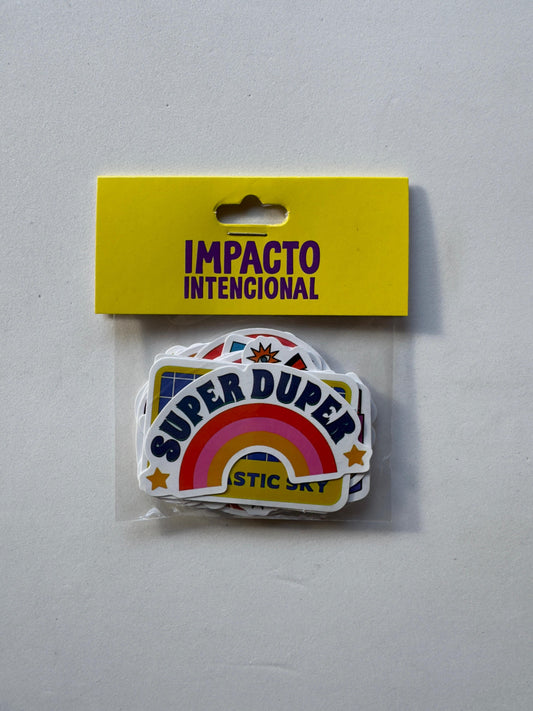 IMPACTO
INTENCIONAL
SUPER DUPER
ASTIC SKY